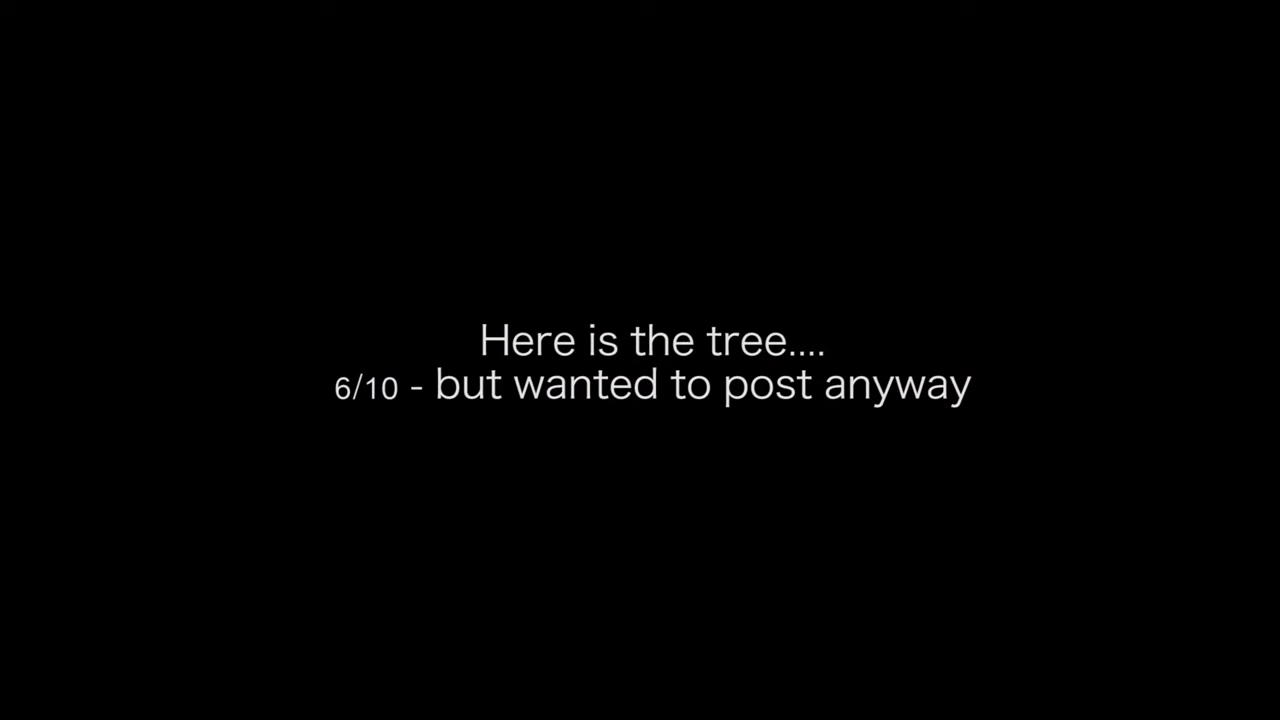 Here is the tree....
6/10 - but wanted to post anyway